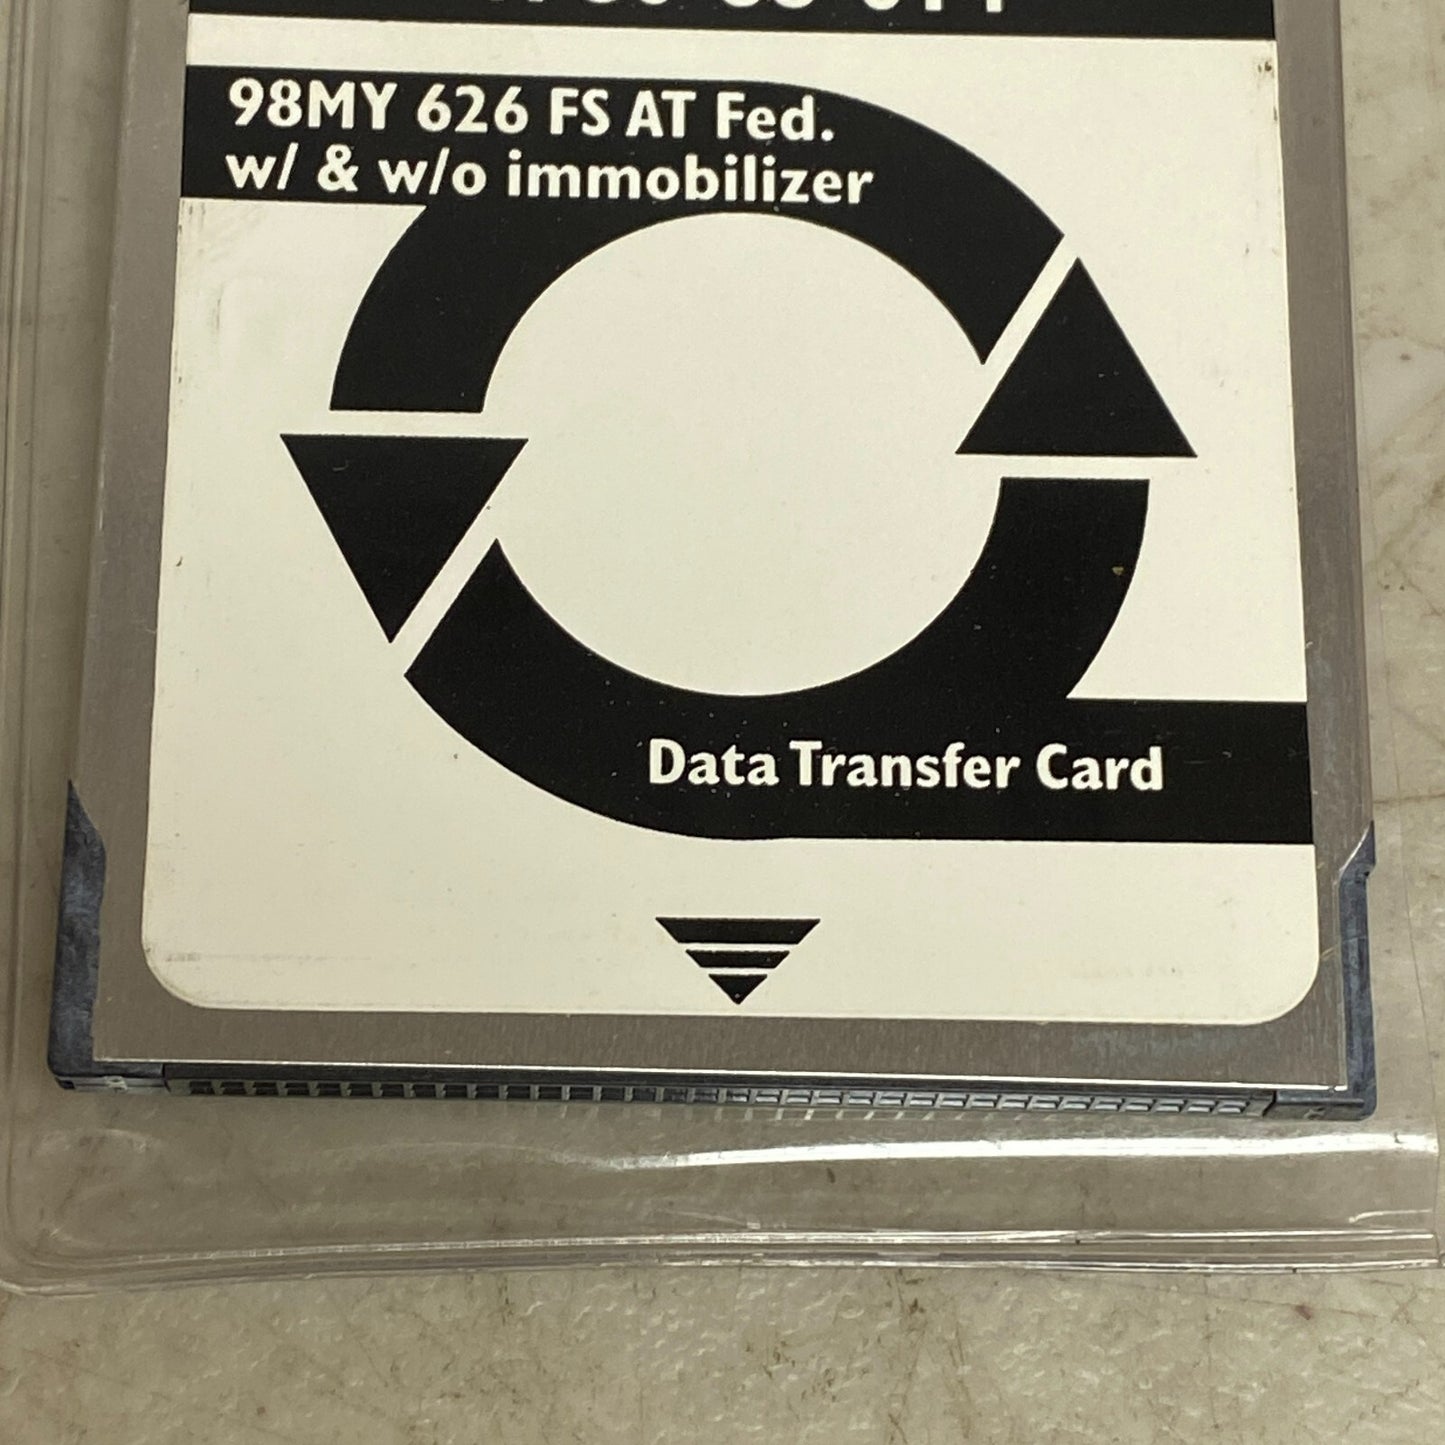 98MY 626 FS AT Fed.
w/ & w/o immobilizer
Data Transfer Card